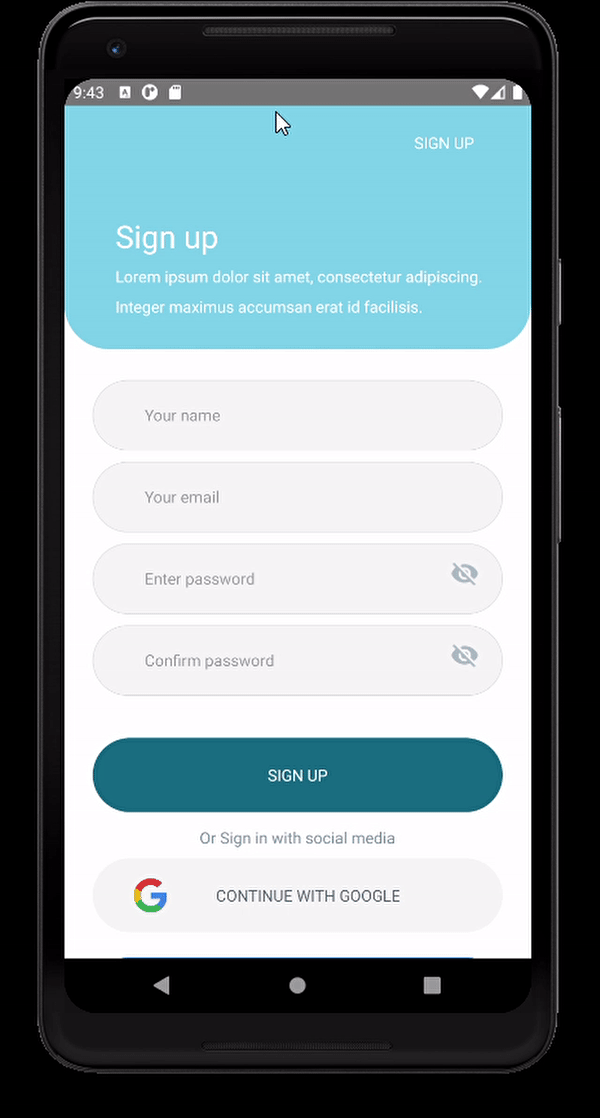 9:43
SIGN UP
Sign up
Lorem ipsum dolor sit amet, consectetur adipiscing.
Integer maximus accumsan erat id facilisis.
Your name
Your email
Enter password
Confirm password
SIGN UP
Or Sign in with social media
CONTINUE WITH GOOGLE